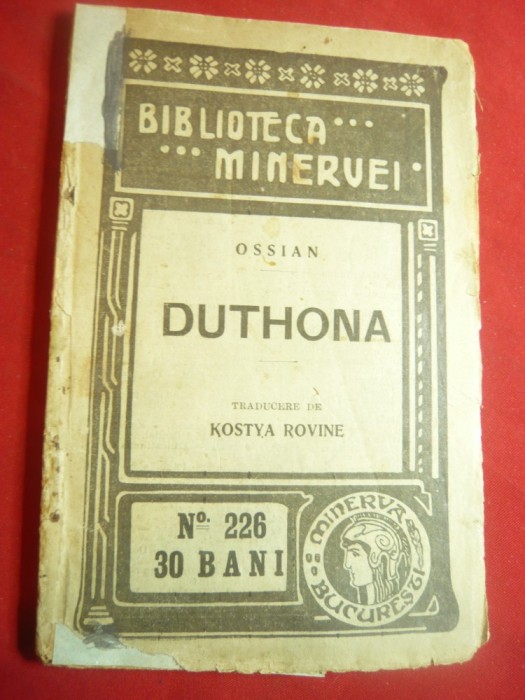 BIBLIOTECA
MINERVEI
OSSIAN
DUTHONA
TRADUCERE DE
KOSTYA ROVINE
No. 226
30 BANI
MINERVA
BUCUREȘTI